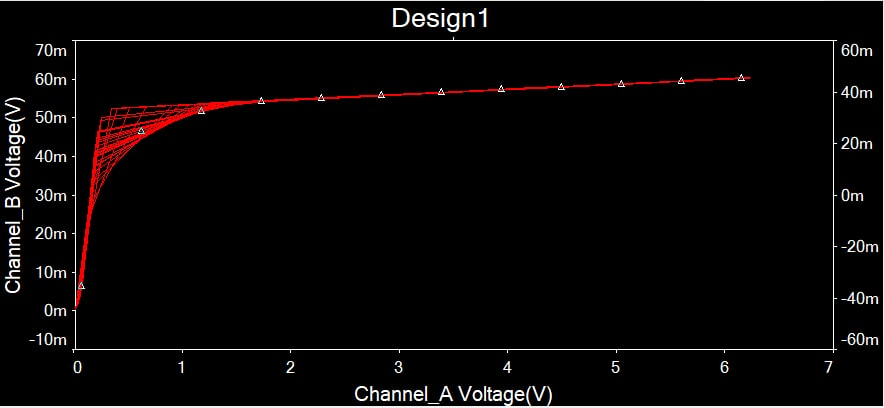 Design1
70m
60m
50m
40m
30m
20m
10m
0m
-10m
Channel_B Voltage(V)
60m
40m
20m
0m
-20m
-40m
-60m
0 1 2 3 4 5 6 7
Channel_A Voltage(V)